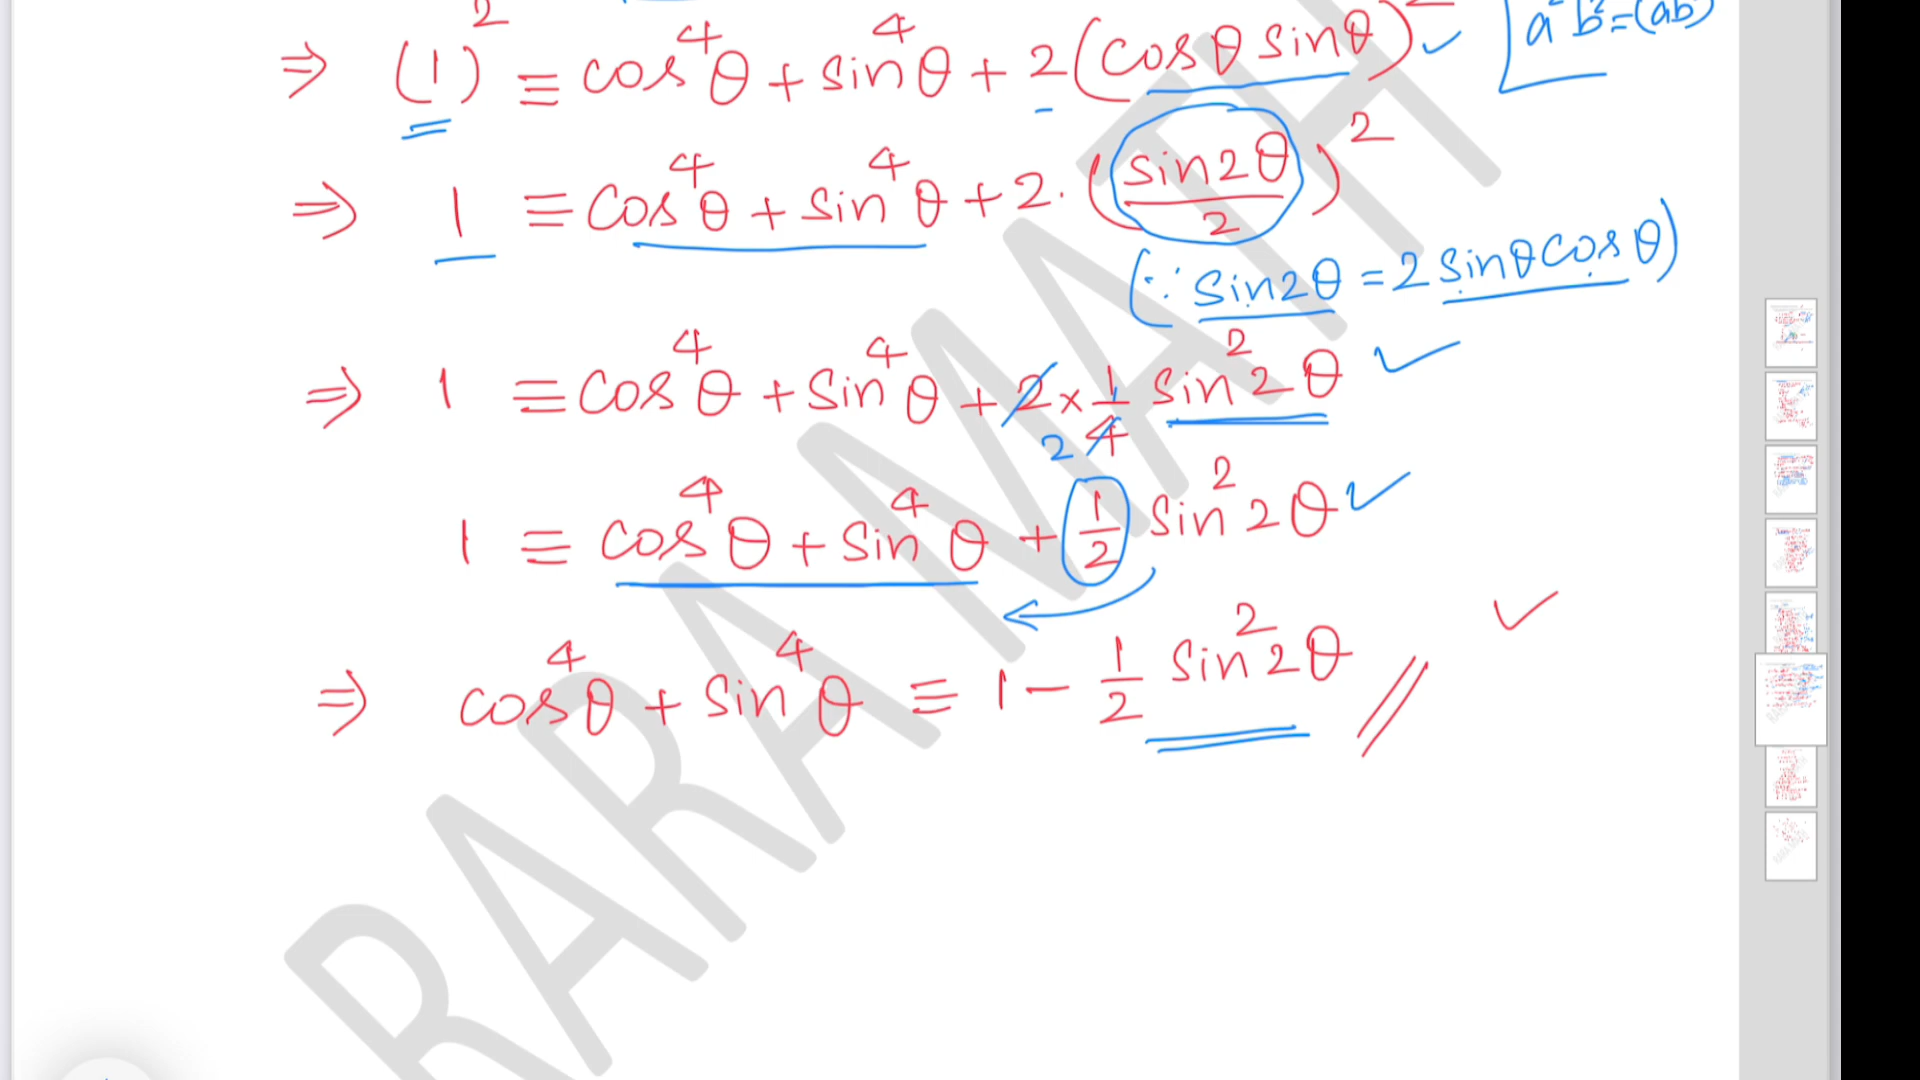 ⇒ (1)² ≡ cos⁴θ + sin⁴θ + 2(cosθ sinθ)² ✓ [a²b²=(ab)
⇒ 1 ≡ cos⁴θ + sin⁴θ + 2·(sin2θ/2)²
(∵ sin2θ = 2 sinθ cosθ)
⇒ 1 ≡ cos⁴θ + sin⁴θ + 2 × 1/4 sin²2θ ✓
2
1 ≡ cos⁴θ + sin⁴θ + 1/2 sin²2θ ✓
⇒ cos⁴θ + sin⁴θ ≡ 1 - 1/2 sin²2θ // ✓
RARA MATH